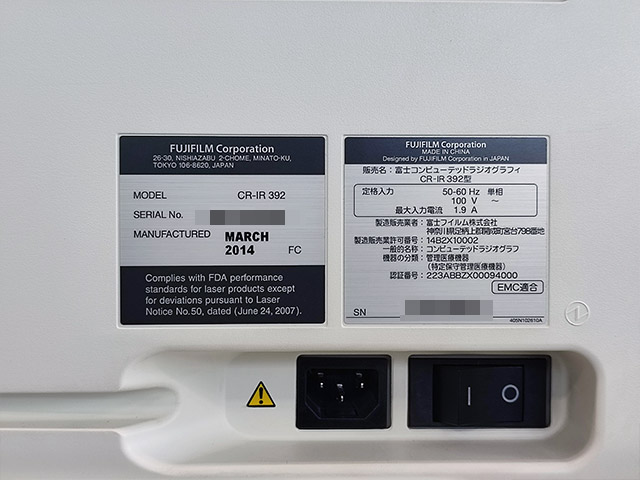 FUJIFILM Corporation
26-30, NISHIAZABU 2-CHOME, MINATO-KU,
TOKYO 106-8620, JAPAN
MODEL CR-IR 392
SERIAL No.
MANUFACTURED MARCH
2014 FC
Complies with FDA performance
standards for laser products except
for deviations pursuant to Laser
Notice No.50, dated (June 24, 2007).
FUJIFILM Corporation
MADE IN CHINA
Designed by FUJIFILM Corporation in JAPAN
販売名：富士コンピューテッドラジオグラフィ
CR-IR 392型
定格入力 50-60 Hz 単相
100 V ～
最大入力電流 1.9 A
製造販売業者：富士フイルム株式会社
神奈川県足柄上郡開成町宮台798番地
製造販売業許可番号：14B2X10002
一般的名称：コンピューテッドラジオグラフ
機器の分類：管理医療機器
(特定保守管理医療機器)
認証番号：223ABBZX00094000
EMC適合
SN
405N102610A